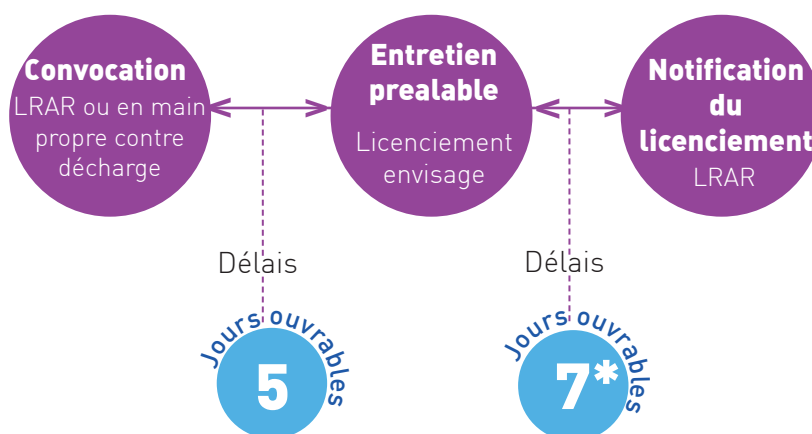 Convocation
LRAR ou en main
propre contre
décharge
Entretien
prealable
Licenciement
envisage
Notification
du
licenciement
LRAR
Délais
Jours ouvrables
5
Délais
Jours ouvrables
7*